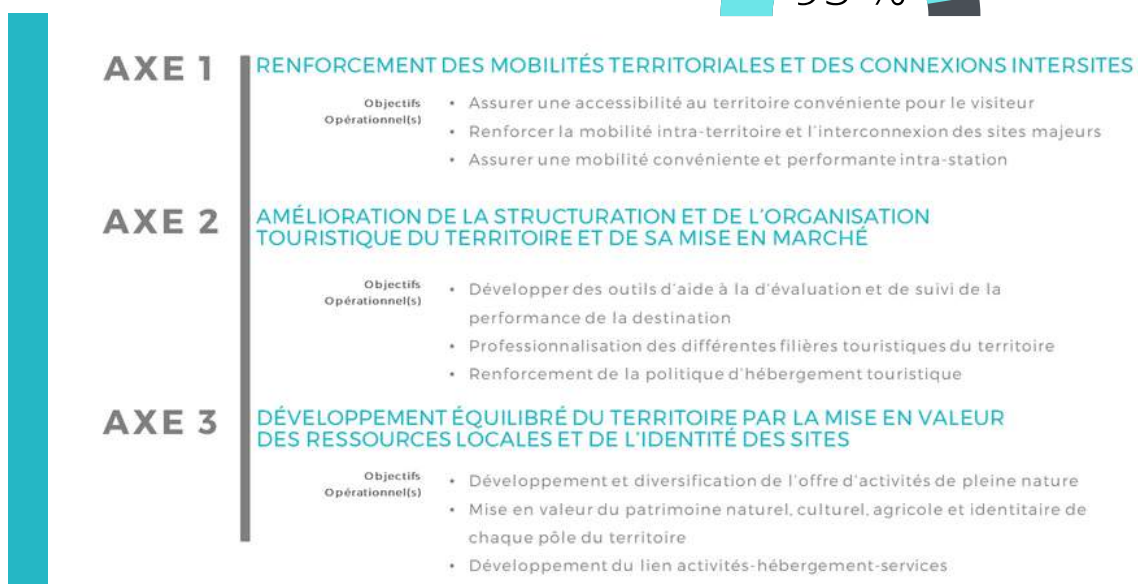 AXE 1
RENFORCEMENT DES MOBILITÉS TERRITORIALES ET DES CONNEXIONS INTERSITES
Objectifs
Opérationnel(s)
• Assurer une accessibilité au territoire convéniente pour le visiteur
• Renforcer la mobilité intra-territoire et l'interconnexion des sites majeurs
• Assurer une mobilité convéniente et performante intra-station
AXE 2
AMÉLIORATION DE LA STRUCTURATION ET DE L'ORGANISATION
TOURISTIQUE DU TERRITOIRE ET DE SA MISE EN MARCHÉ
Objectifs
Opérationnel(s)
• Développer des outils d'aide à la d'évaluation et de suivi de la
performance de la destination
• Professionnalisation des différentes filières touristiques du territoire
• Renforcement de la politique d'hébergement touristique
AXE 3
DÉVELOPPEMENT ÉQUILIBRÉ DU TERRITOIRE PAR LA MISE EN VALEUR
DES RESSOURCES LOCALES ET DE L'IDENTITÉ DES SITES
Objectifs
Opérationnel(s)
• Développement et diversification de l'offre d'activités de pleine nature
• Mise en valeur du patrimoine naturel, culturel, agricole et identitaire de
chaque pôle du territoire
• Développement du lien activités-hébergement-services